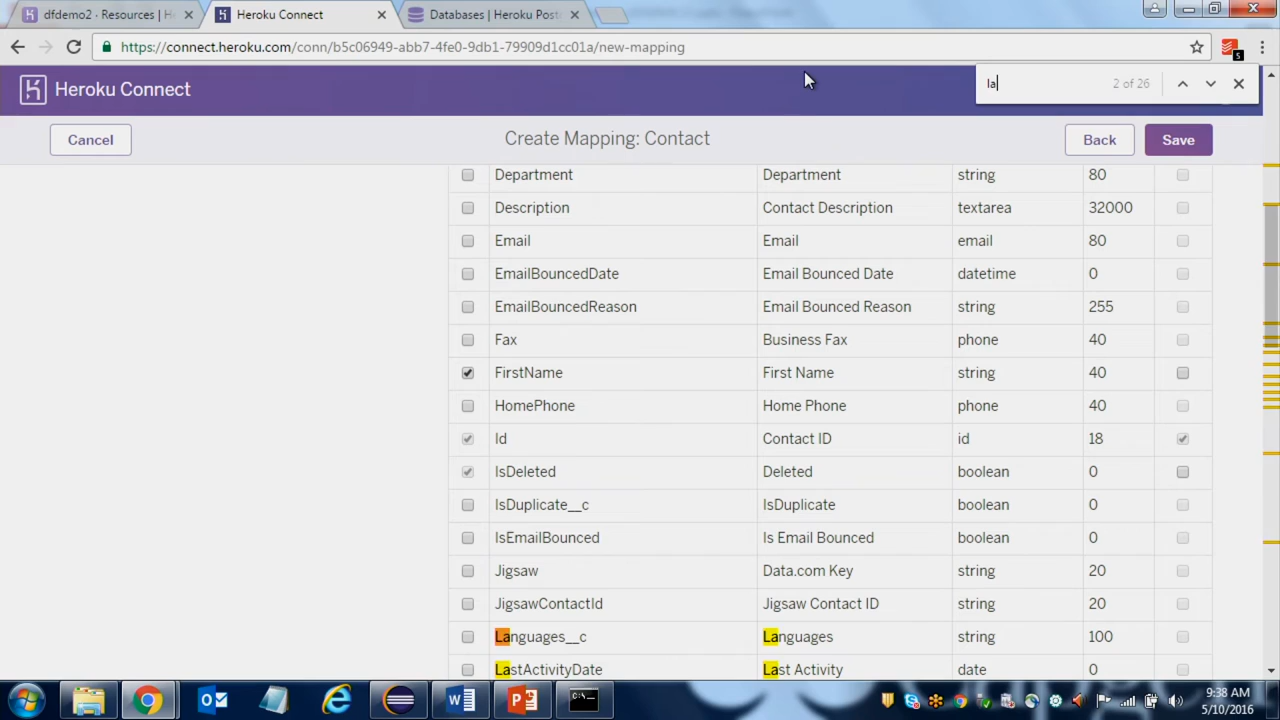 dfdemo2 - Resources | H
Heroku Connect
Databases | Heroku Post
https://connect.heroku.com/conn/b5c06949-abb7-4fe0-9db1-79909d1cc01a/new-mapping
5
Heroku Connect
la
2 of 26
Cancel
Create Mapping: Contact
Back
Save
Department Department string 80
Description Contact Description textarea 32000
Email Email email 80
EmailBouncedDate Email Bounced Date datetime 0
EmailBouncedReason Email Bounced Reason string 255
Fax Business Fax phone 40
FirstName First Name string 40
HomePhone Home Phone phone 40
Id Contact ID id 18
IsDeleted Deleted boolean 0
IsDuplicate__c IsDuplicate boolean 0
IsEmailBounced Is Email Bounced boolean 0
Jigsaw Data.com Key string 20
JigsawContactId Jigsaw Contact ID string 20
Languages__c Languages string 100
LastActivityDate Last Activity date 0
9:38 AM
5/10/2016